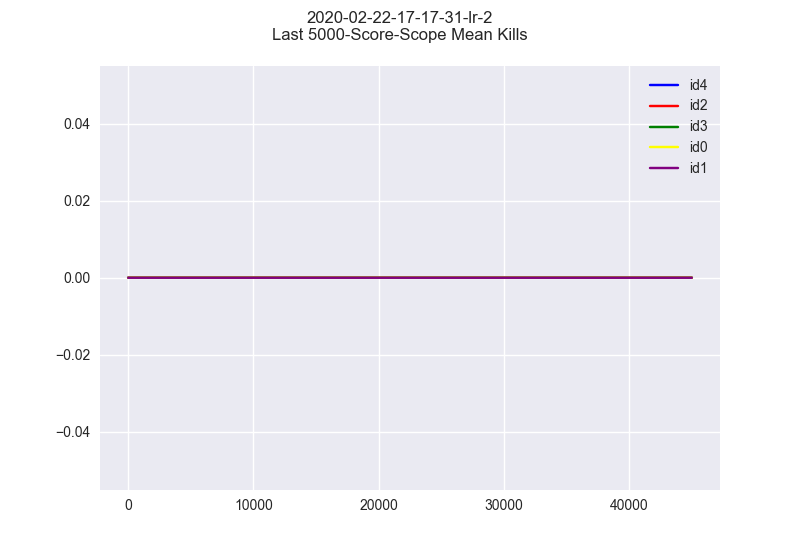 2020-02-22-17-17-31-lr-2
Last 5000-Score-Scope Mean Kills
id4
id2
id3
id0
id1
0.04
0.02
0.00
−0.02
−0.04
0
10000
20000
30000
40000